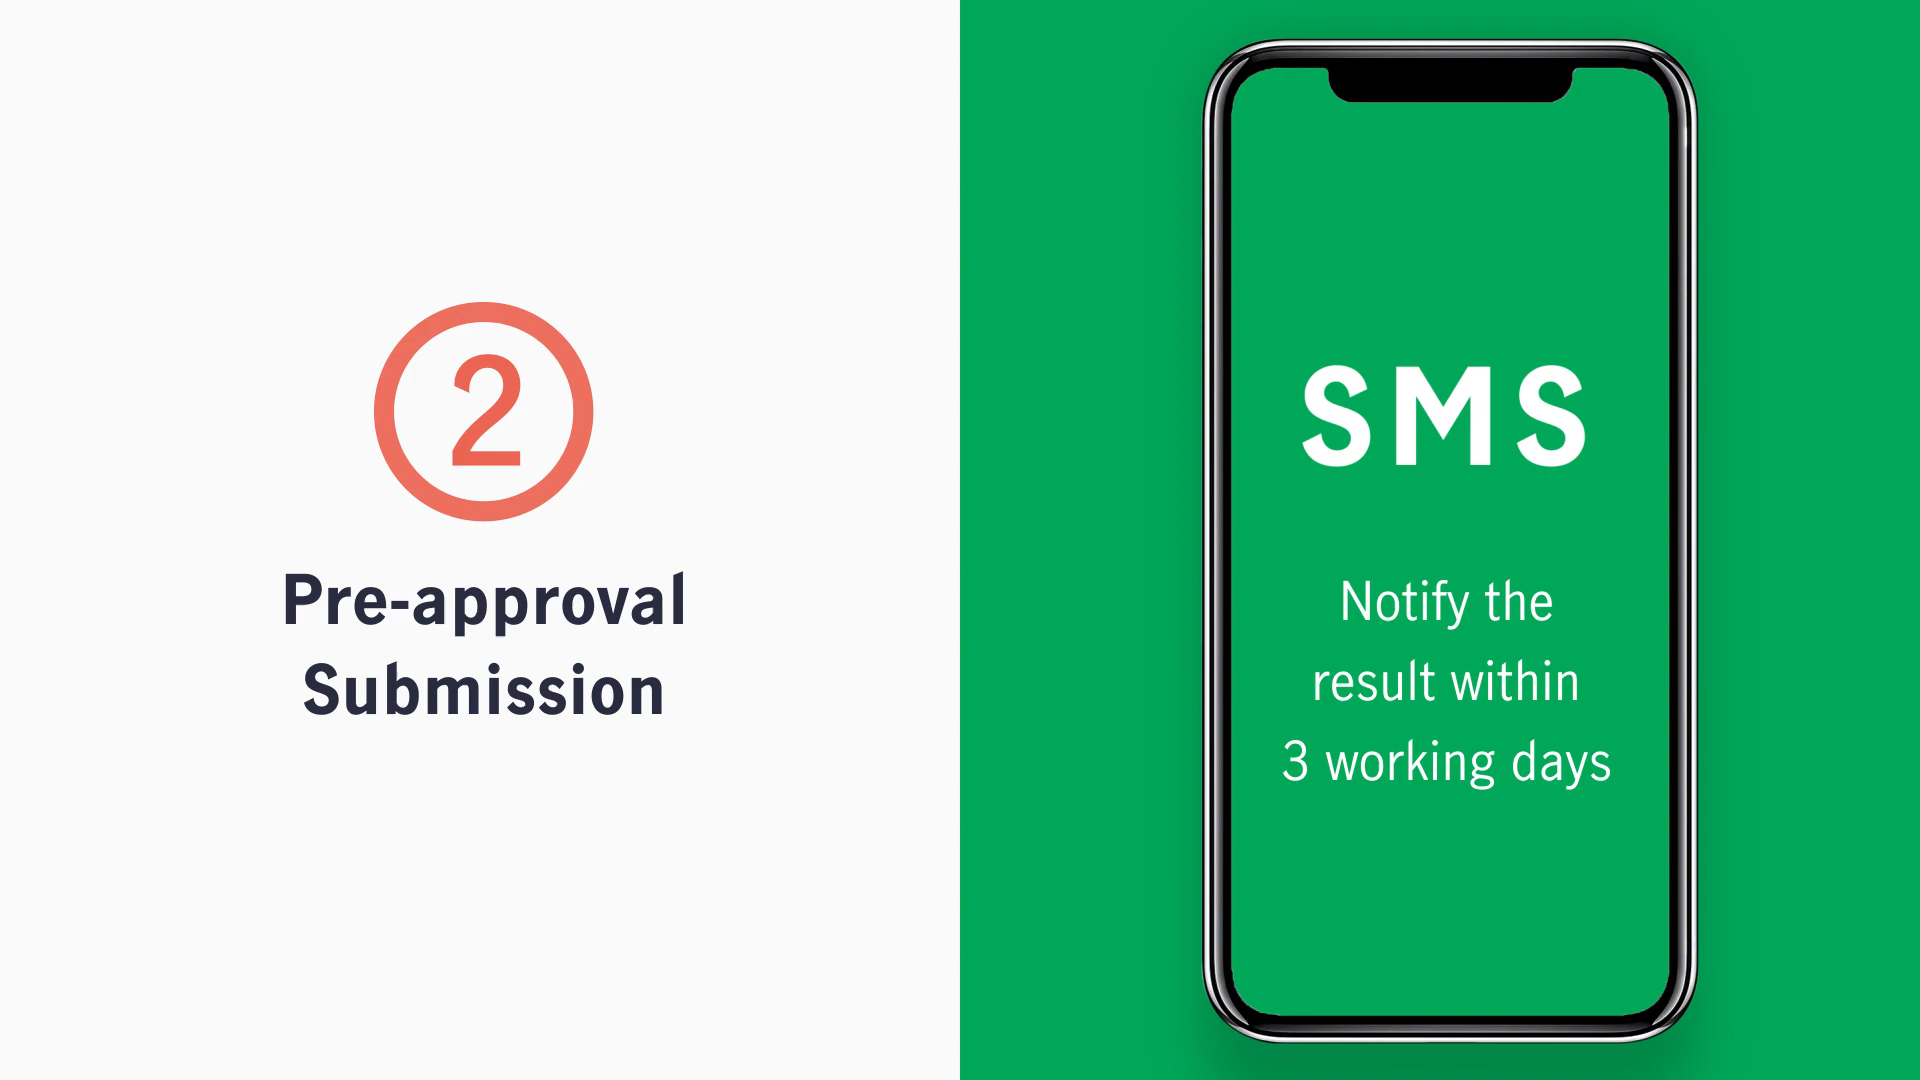 2
Pre-approval
Submission
SMS
Notify the
result within
3 working days